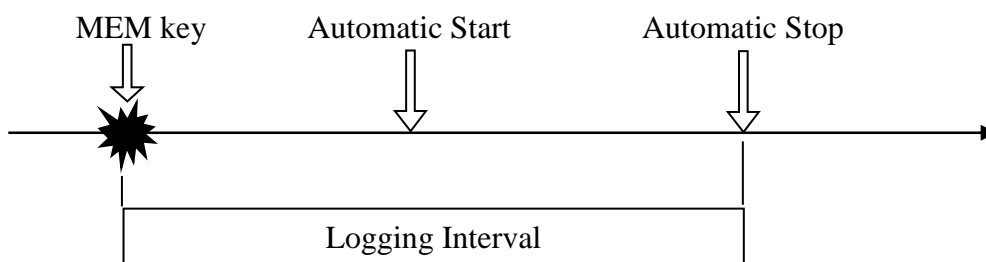 MEM key
Automatic Start
Automatic Stop
Logging Interval